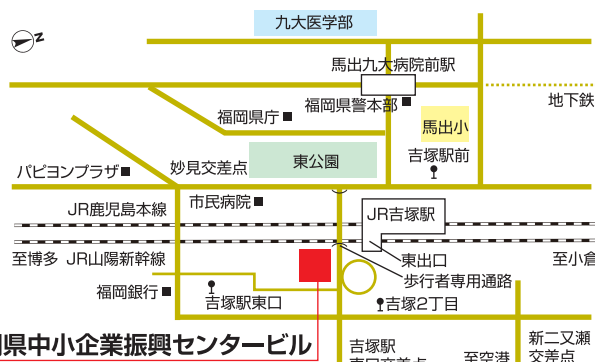 九大医学部
N
馬出九大病院前駅
地下鉄
福岡県警本部
福岡県庁
馬出小
吉塚駅前
東公園
妙見交差点
パピヨンプラザ
市民病院
JR鹿児島本線
JR吉塚駅
至博多 JR山陽新幹線
東出口
至小倉
歩行者専用通路
福岡銀行
吉塚駅東口
吉塚2丁目
県中小企業振興センタービル
吉塚駅
至空港
新二又瀬
交差点